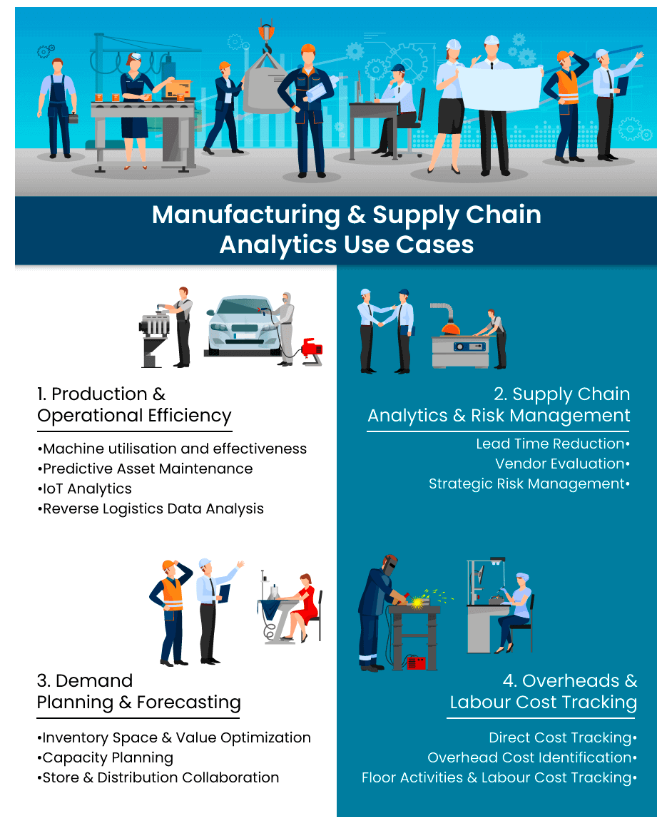 Manufacturing & Supply Chain
Analytics Use Cases
1. Production &
Operational Efficiency
•Machine utilisation and effectiveness
•Predictive Asset Maintenance
•IoT Analytics
•Reverse Logistics Data Analysis
2. Supply Chain
Analytics & Risk Management
Lead Time Reduction•
Vendor Evaluation•
Strategic Risk Management•
3. Demand
Planning & Forecasting
•Inventory Space & Value Optimization
•Capacity Planning
•Store & Distribution Collaboration
4. Overheads &
Labour Cost Tracking
Direct Cost Tracking•
Overhead Cost Identification•
Floor Activities & Labour Cost Tracking•